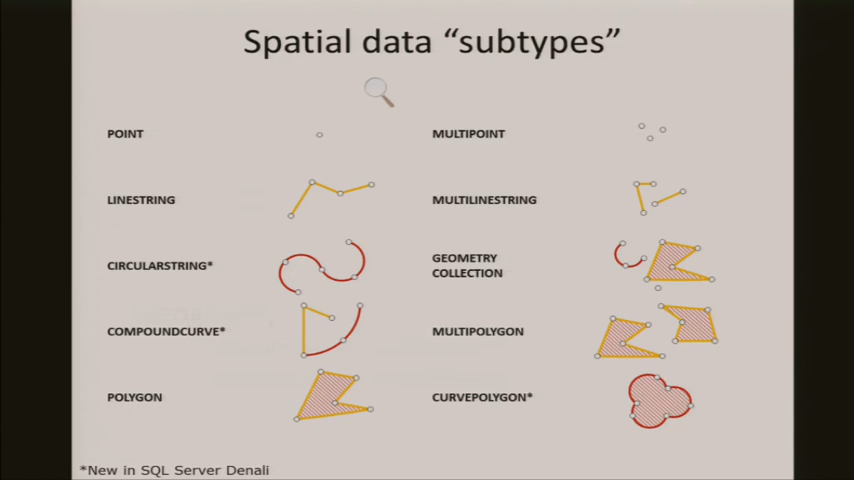 Spatial data “subtypes”
POINT
MULTIPOINT
LINESTRING
MULTILINESTRING
CIRCULARSTRING*
GEOMETRY
COLLECTION
COMPOUNDCURVE*
MULTIPOLYGON
POLYGON
CURVEPOLYGON*
*New in SQL Server Denali